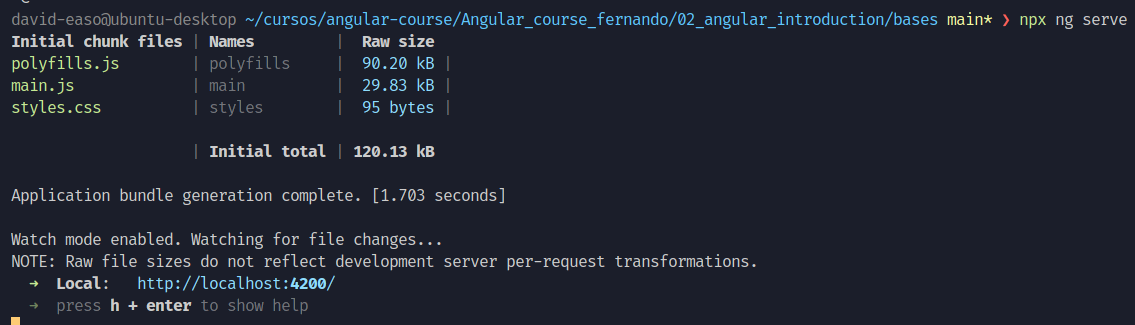 david-easo@ubuntu-desktop ~/cursos/angular-course/Angular_course_fernando/02_angular_introduction/bases main* ❯ npx ng serve
Initial chunk files | Names | Raw size
polyfills.js | polyfills | 90.20 kB |
main.js | main | 29.83 kB |
styles.css | styles | 95 bytes |
| Initial total | 120.13 kB
Application bundle generation complete. [1.703 seconds]
Watch mode enabled. Watching for file changes...
NOTE: Raw file sizes do not reflect development server per-request transformations.
➜ Local: http://localhost:4200/
➜ press h + enter to show help